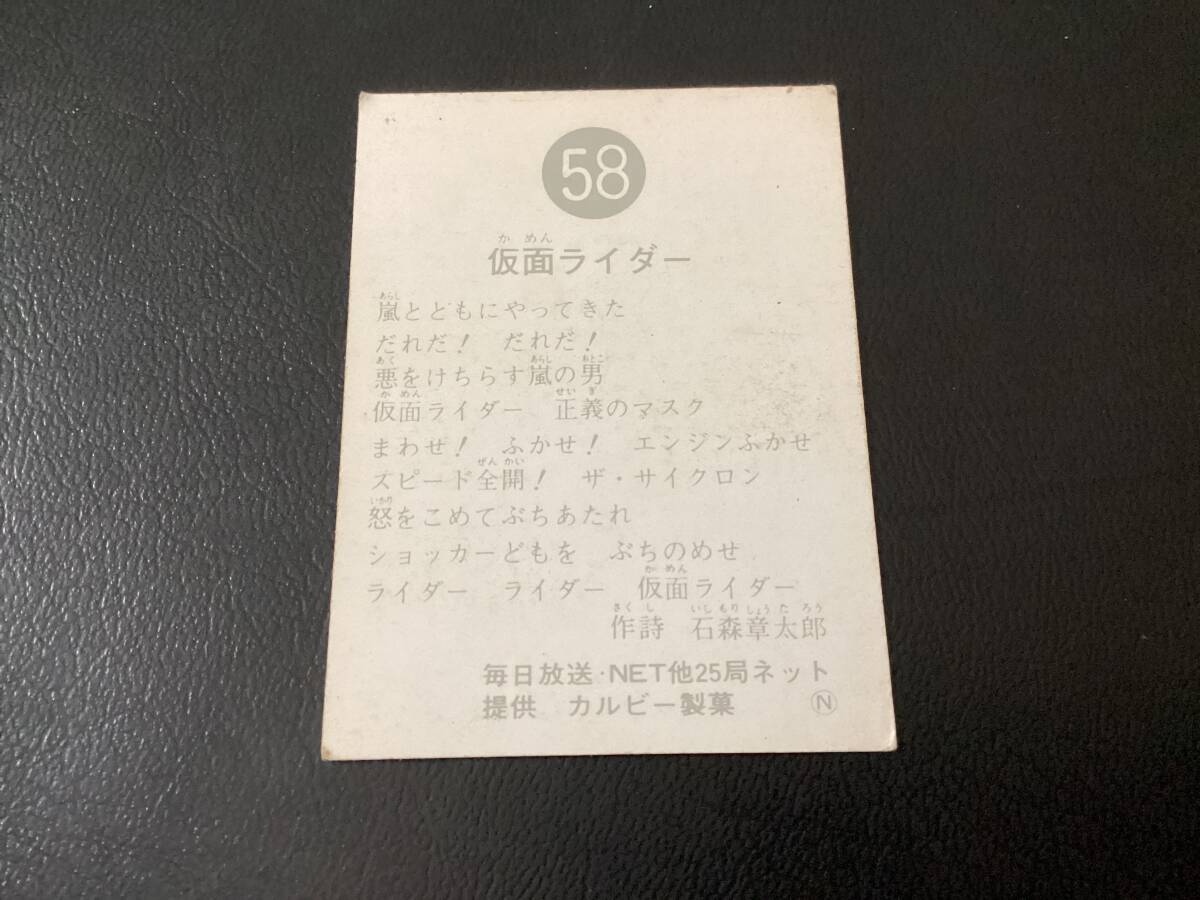 58
仮面ライダー
嵐とともにやってきた
だれだ！ だれだ！
悪をけちらす嵐の男
仮面ライダー 正義のマスク
まわせ！ ふかせ！ エンジンふかせ
スピード全開！ ザ・サイクロン
怒をこめてぶちあたれ
ショッカーどもを ぶちのめせ
ライダー ライダー 仮面ライダー
作詩 石森章太郎
毎日放送・NET他25局ネット
提供 カルビー製菓 Ⓝ